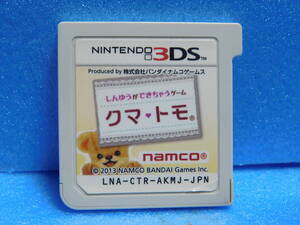 NINTENDO 3DS™
Produced by 株式会社バンダイナムコゲームス
しんゆうができちゃうゲーム
クマ・トモ®
namco®
©2013 NAMCO BANDAI Games Inc.
LNA-CTR-AKMJ-JPN